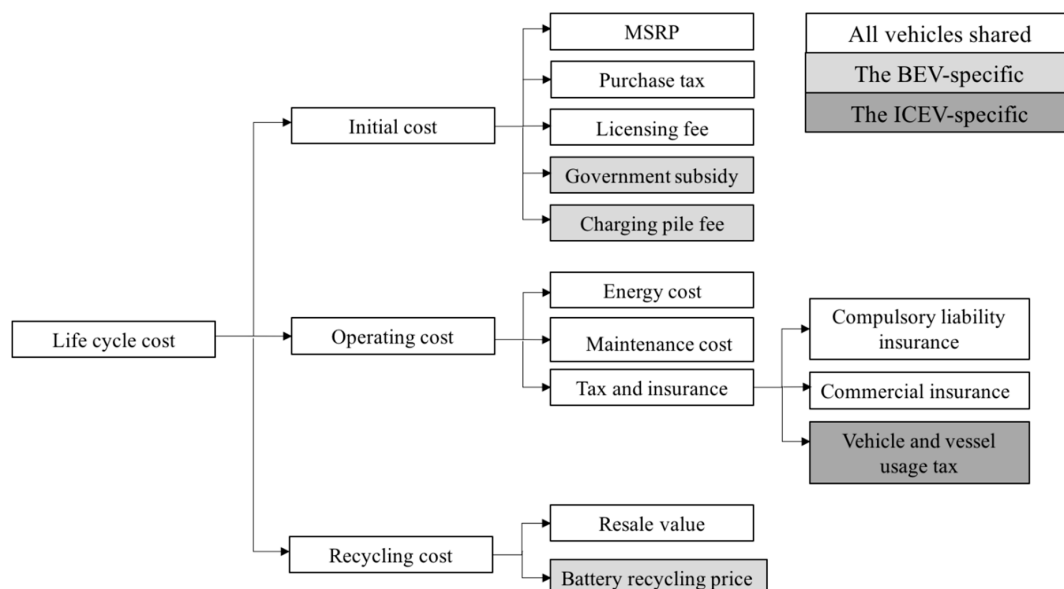 MSRP
Purchase tax
Licensing fee
Government subsidy
Charging pile fee
All vehicles shared
The BEV-specific
The ICEV-specific
Initial cost
Life cycle cost
Operating cost
Energy cost
Maintenance cost
Tax and insurance
Compulsory liability
insurance
Commercial insurance
Vehicle and vessel
usage tax
Recycling cost
Resale value
Battery recycling price